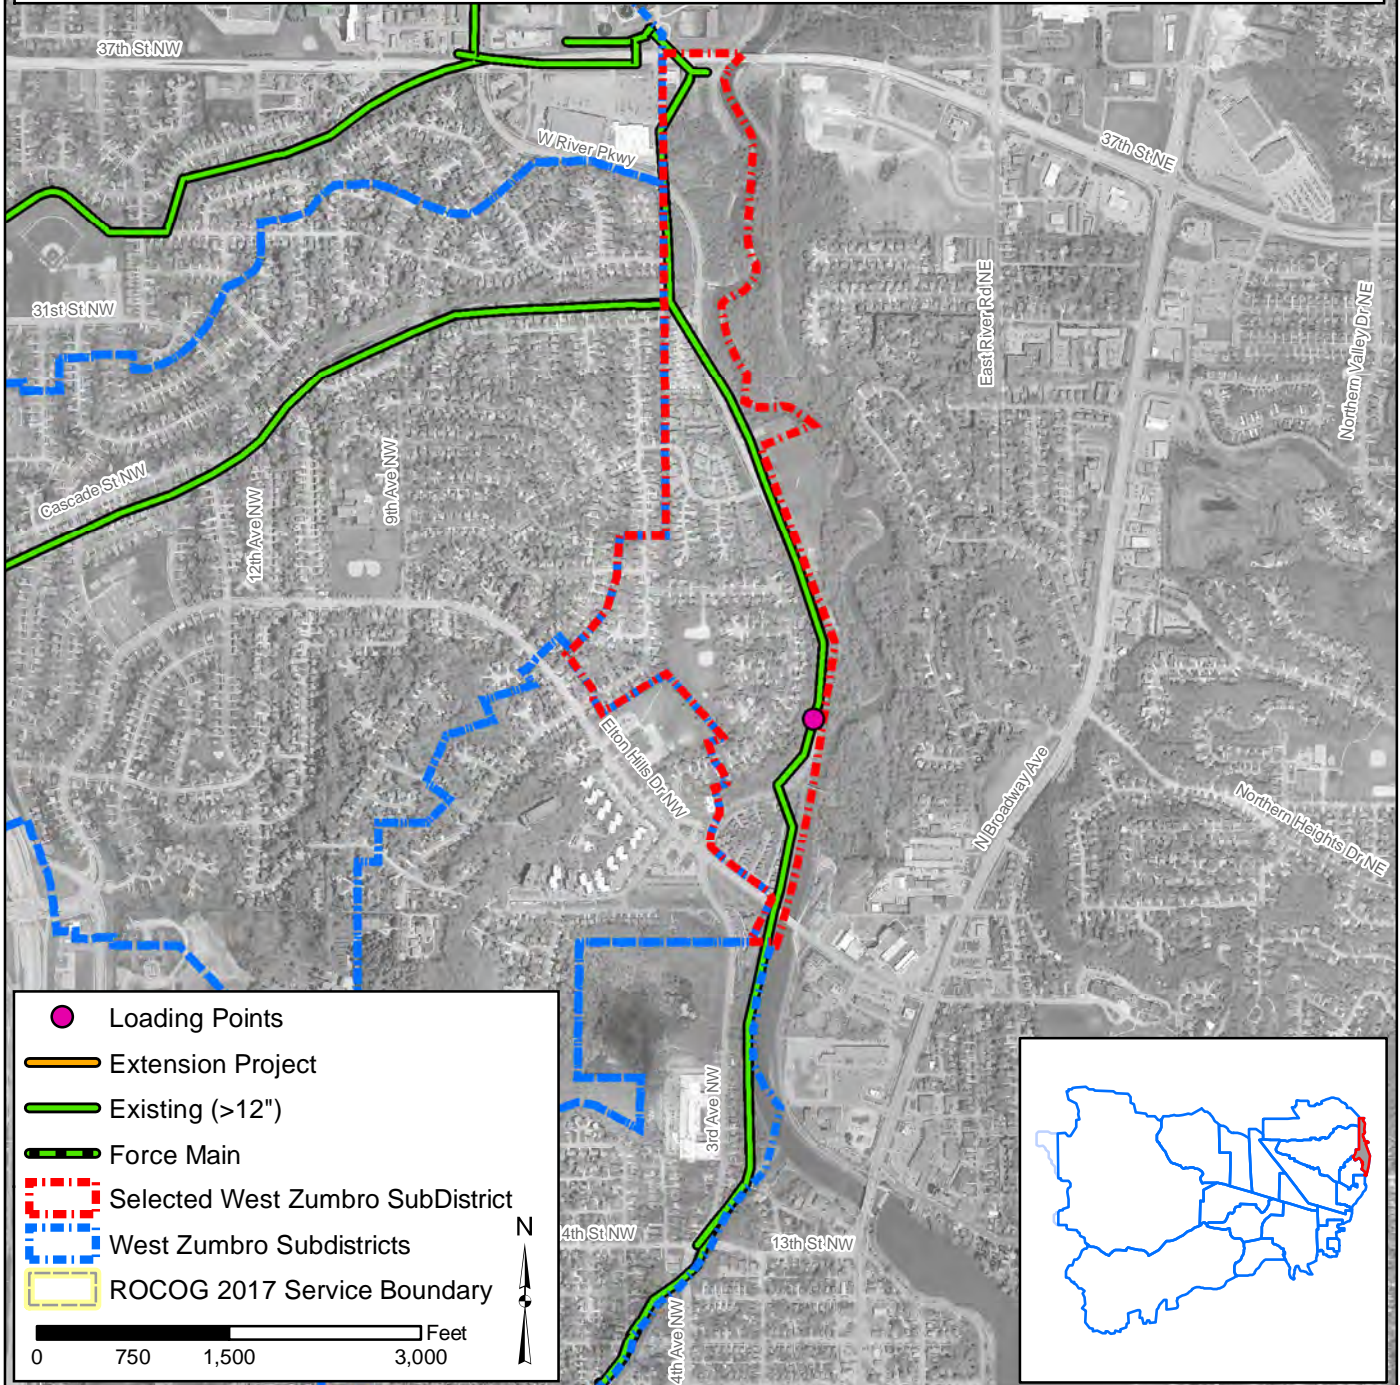 37th St NW
W River Pkwy
37th St NE
31st St NW
East River Rd NE
Northern Valley Dr NE
Cascade St NW
12th Ave NW
9th Ave NW
Elton Hills Dr NW
N Broadway Ave
Northern Heights Dr NE
3rd Ave NW
4th St NW
13th St NW
4th Ave NW
Loading Points
Extension Project
Existing (>12")
Force Main
Selected West Zumbro SubDistrict
West Zumbro Subdistricts
ROCOG 2017 Service Boundary
N
Feet
0 750 1,500 3,000